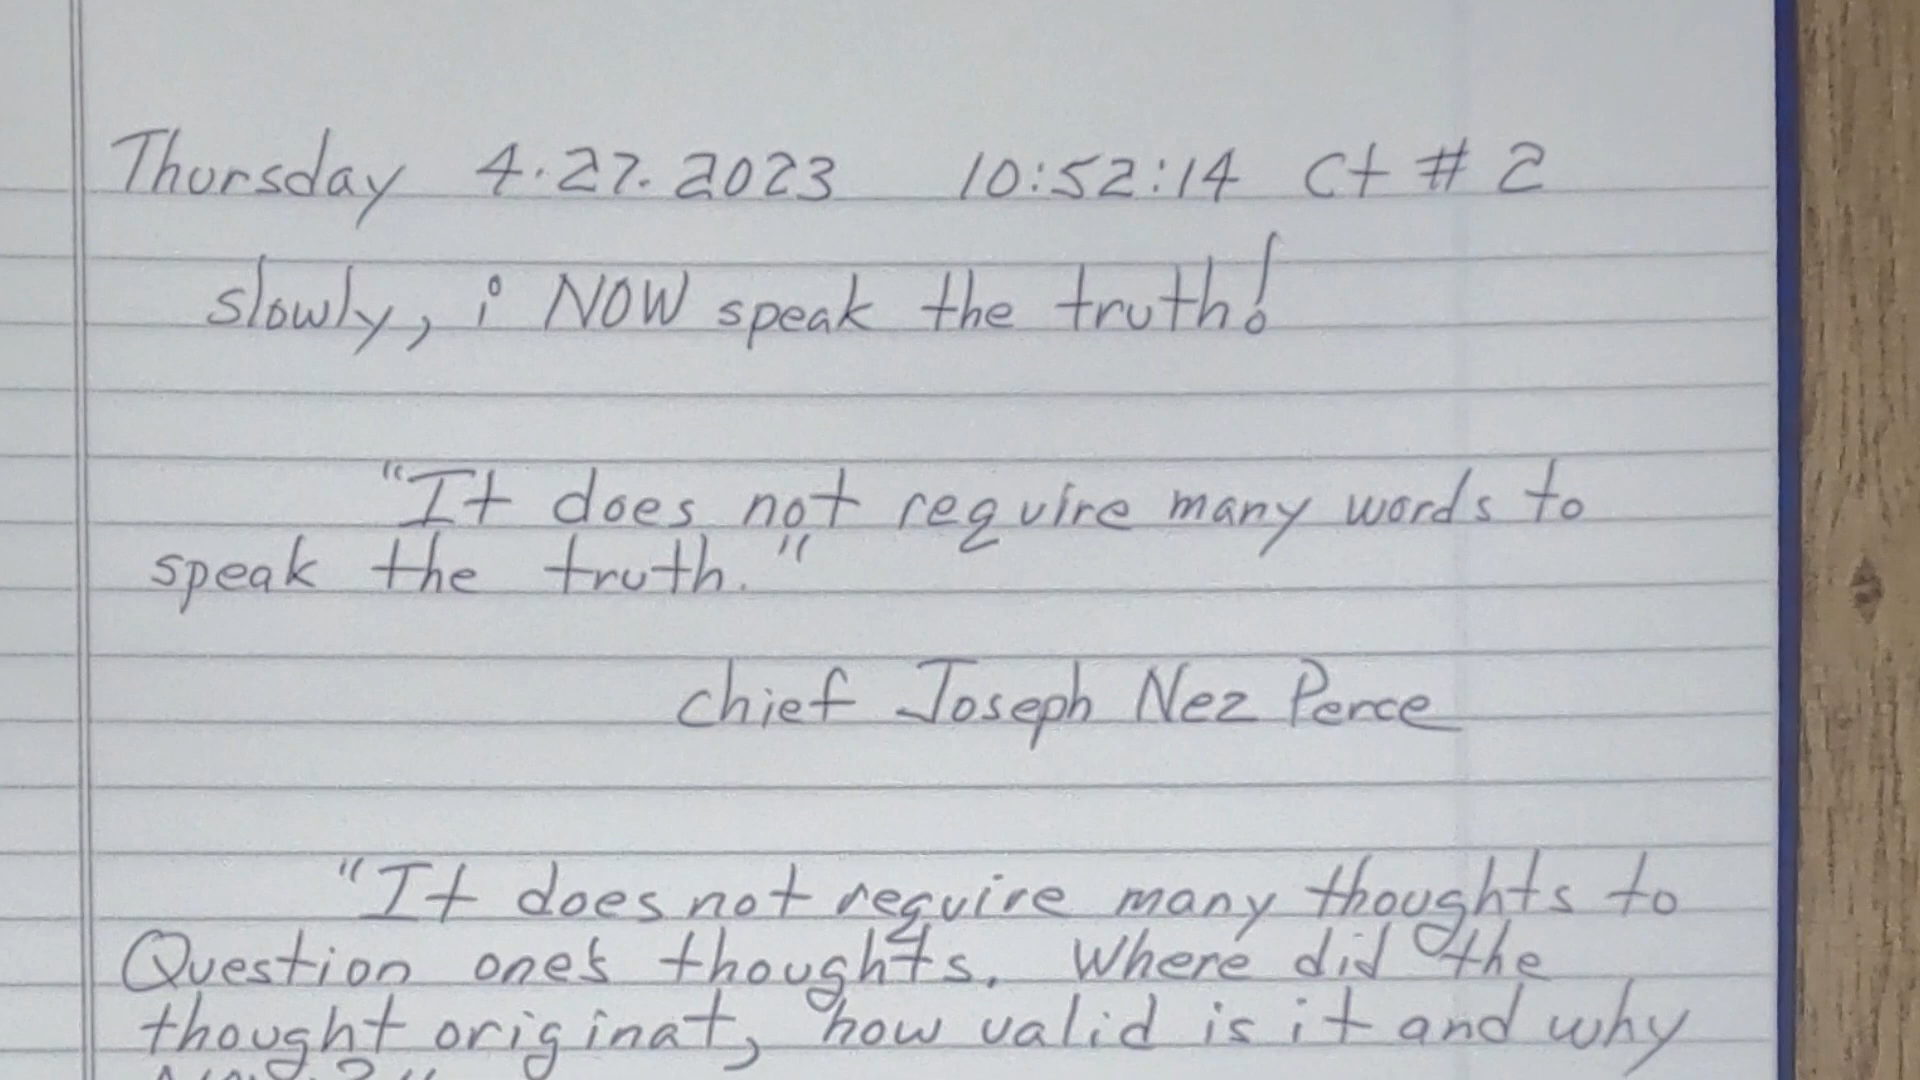 Thursday 4.27.2023 10:52:14 Ct # 2
slowly, i NOW speak the truth!
"It does not require many words to
speak the truth."
chief Joseph Nez Perce
"It does not require many thoughts to
Question one's thoughts. Where did the
thought originat, how valid is it and why